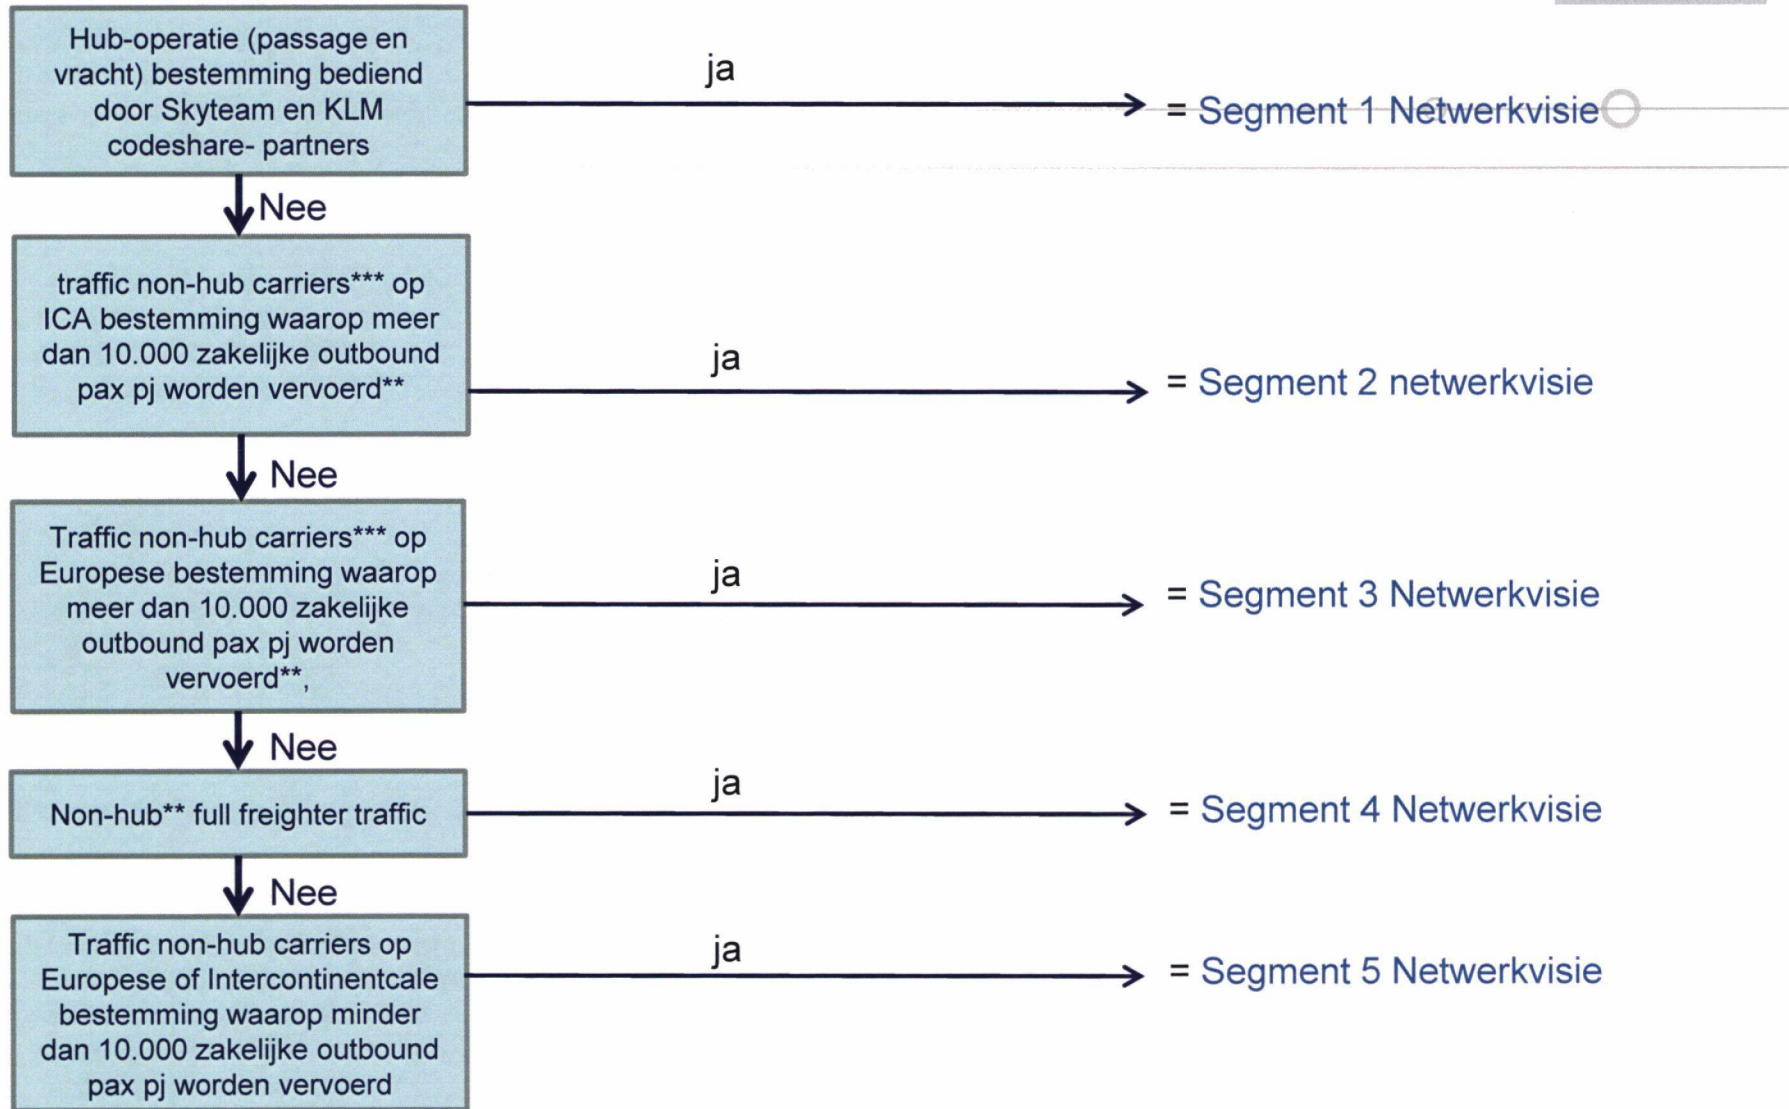 Hub-operatie (passage en
vracht) bestemming bediend
door Skyteam en KLM
codeshare- partners
ja
= Segment 1 Netwerkvisie
Nee
traffic non-hub carriers*** op
ICA bestemming waarop meer
dan 10.000 zakelijke outbound
pax pj worden vervoerd**
ja
= Segment 2 netwerkvisie
Nee
Traffic non-hub carriers*** op
Europese bestemming waarop
meer dan 10.000 zakelijke
outbound pax pj worden
vervoerd**,
ja
= Segment 3 Netwerkvisie
Nee
Non-hub** full freighter traffic
ja
= Segment 4 Netwerkvisie
Nee
Traffic non-hub carriers op
Europese of Intercontinentcale
bestemming waarop minder
dan 10.000 zakelijke outbound
pax pj worden vervoerd
ja
= Segment 5 Netwerkvisie